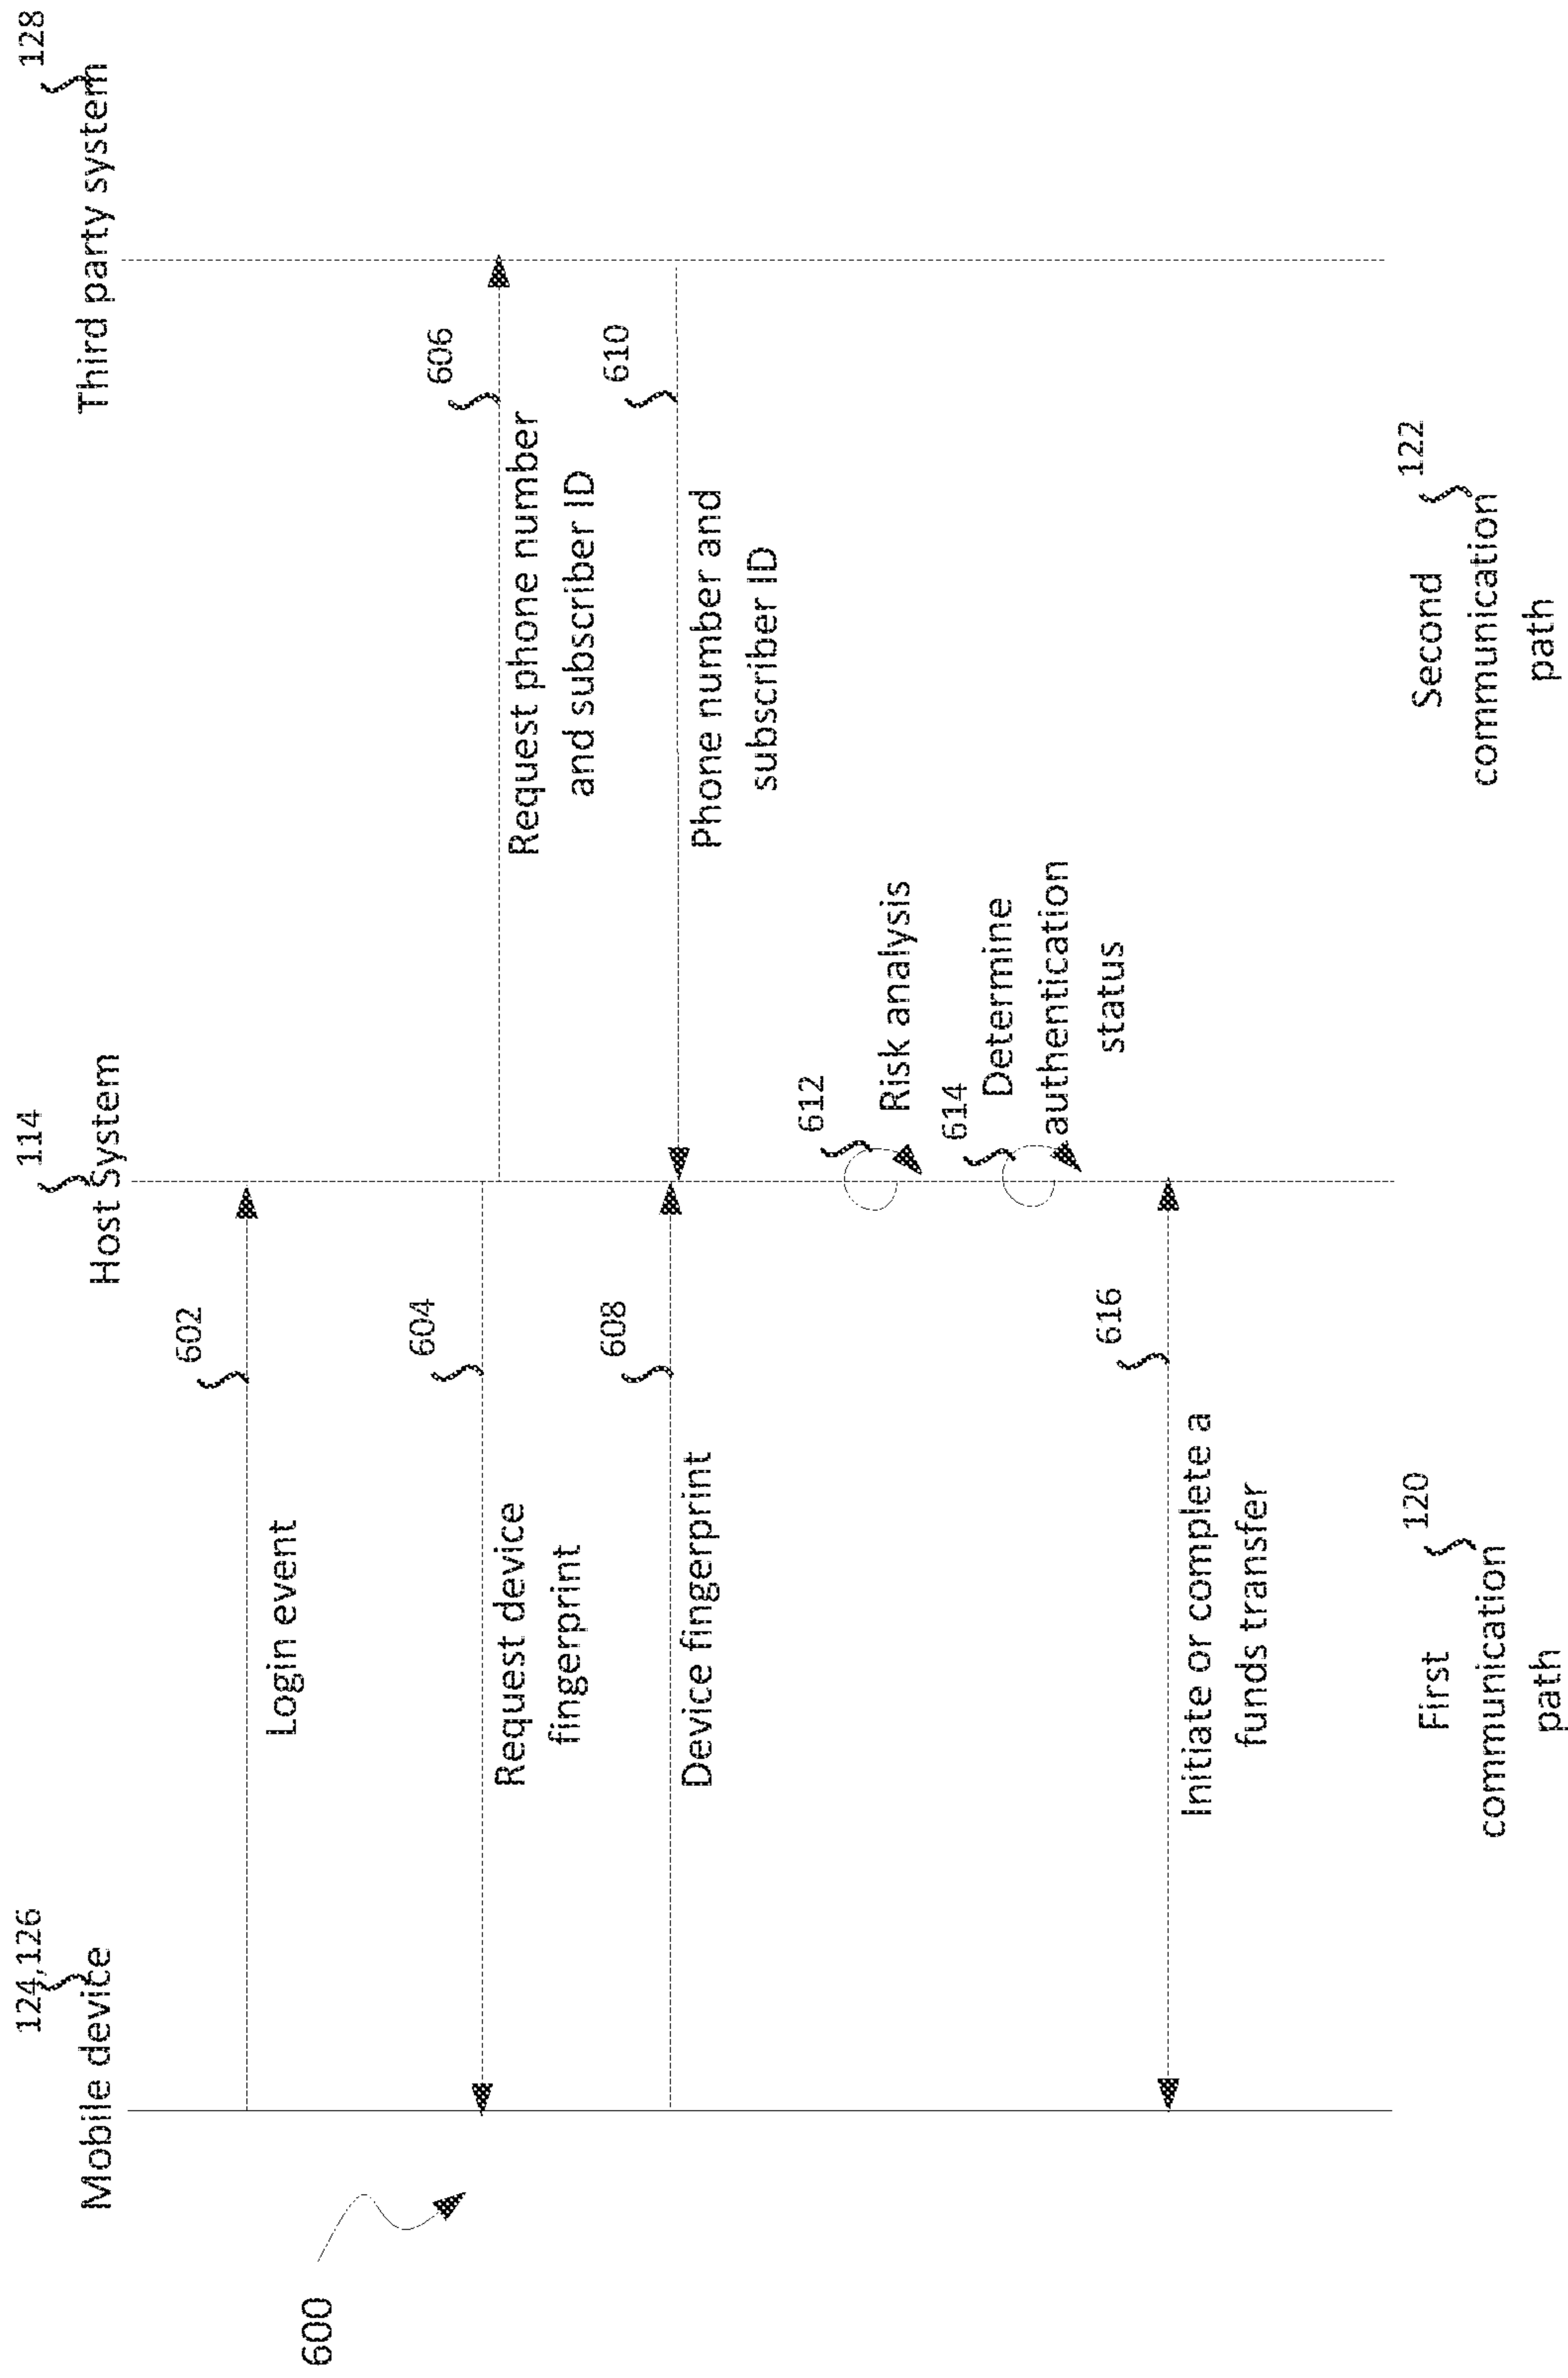 124,126
Mobile device
114
Host System
128
Third party system
600
602
Login event
604
Request device
fingerprint
606
Request phone number
and subscriber ID
608
Device fingerprint
610
Phone number and
subscriber ID
612
Risk analysis
614
Determine
authentication
status
616
Initiate or complete a
funds transfer
120
First
communication
path
122
Second
communication
path